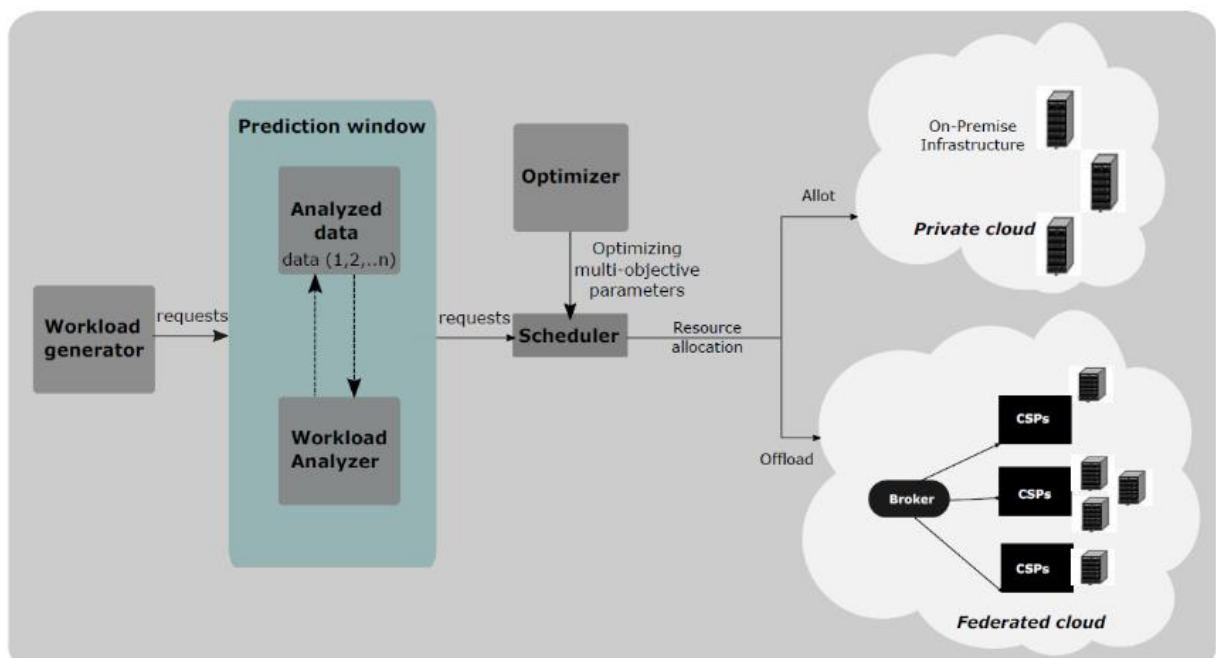 Prediction window
Analyzed
data
data (1,2,..n)
Workload
generator
requests
Workload
Analyzer
requests
Optimizer
Optimizing
multi-objective
parameters
Scheduler
Resource
allocation
Allot
On-Premise
Infrastructure
Private cloud
Offload
Broker
CSPs
CSPs
CSPs
Federated cloud